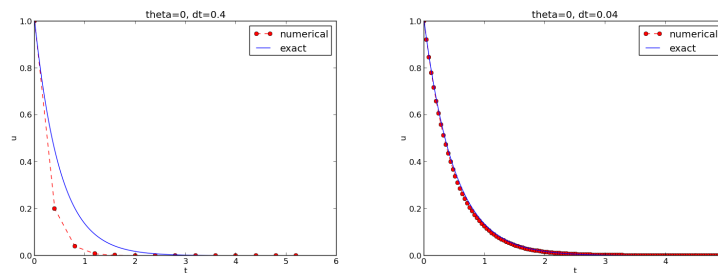 theta=0, dt=0.4
numerical
exact
1.0
0.8
0.6
0.4
0.2
0.0
u
0 1 2 3 4 5 6
t
theta=0, dt=0.04
numerical
exact
1.0
0.8
0.6
0.4
0.2
0.0
u
0 1 2 3 4
t